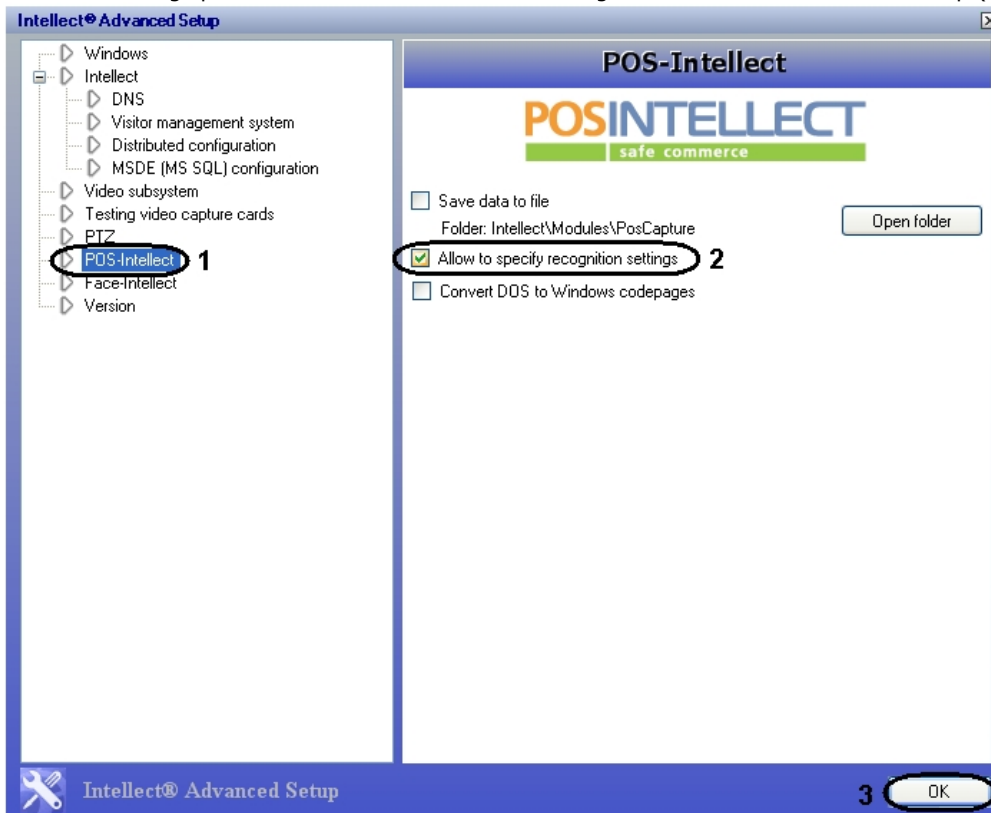 Intellect® Advanced Setup
Windows
Intellect
DNS
Visitor management system
Distributed configuration
MSDE (MS SQL) configuration
Video subsystem
Testing video capture cards
PTZ
POS-Intellect 1
Face-Intellect
Version
POS-Intellect
POSINTELLECT
safe commerce
Save data to file
Folder: Intellect\Modules\PosCapture
Open folder
Allow to specify recognition settings 2
Convert DOS to Windows codepages
Intellect® Advanced Setup
3 OK